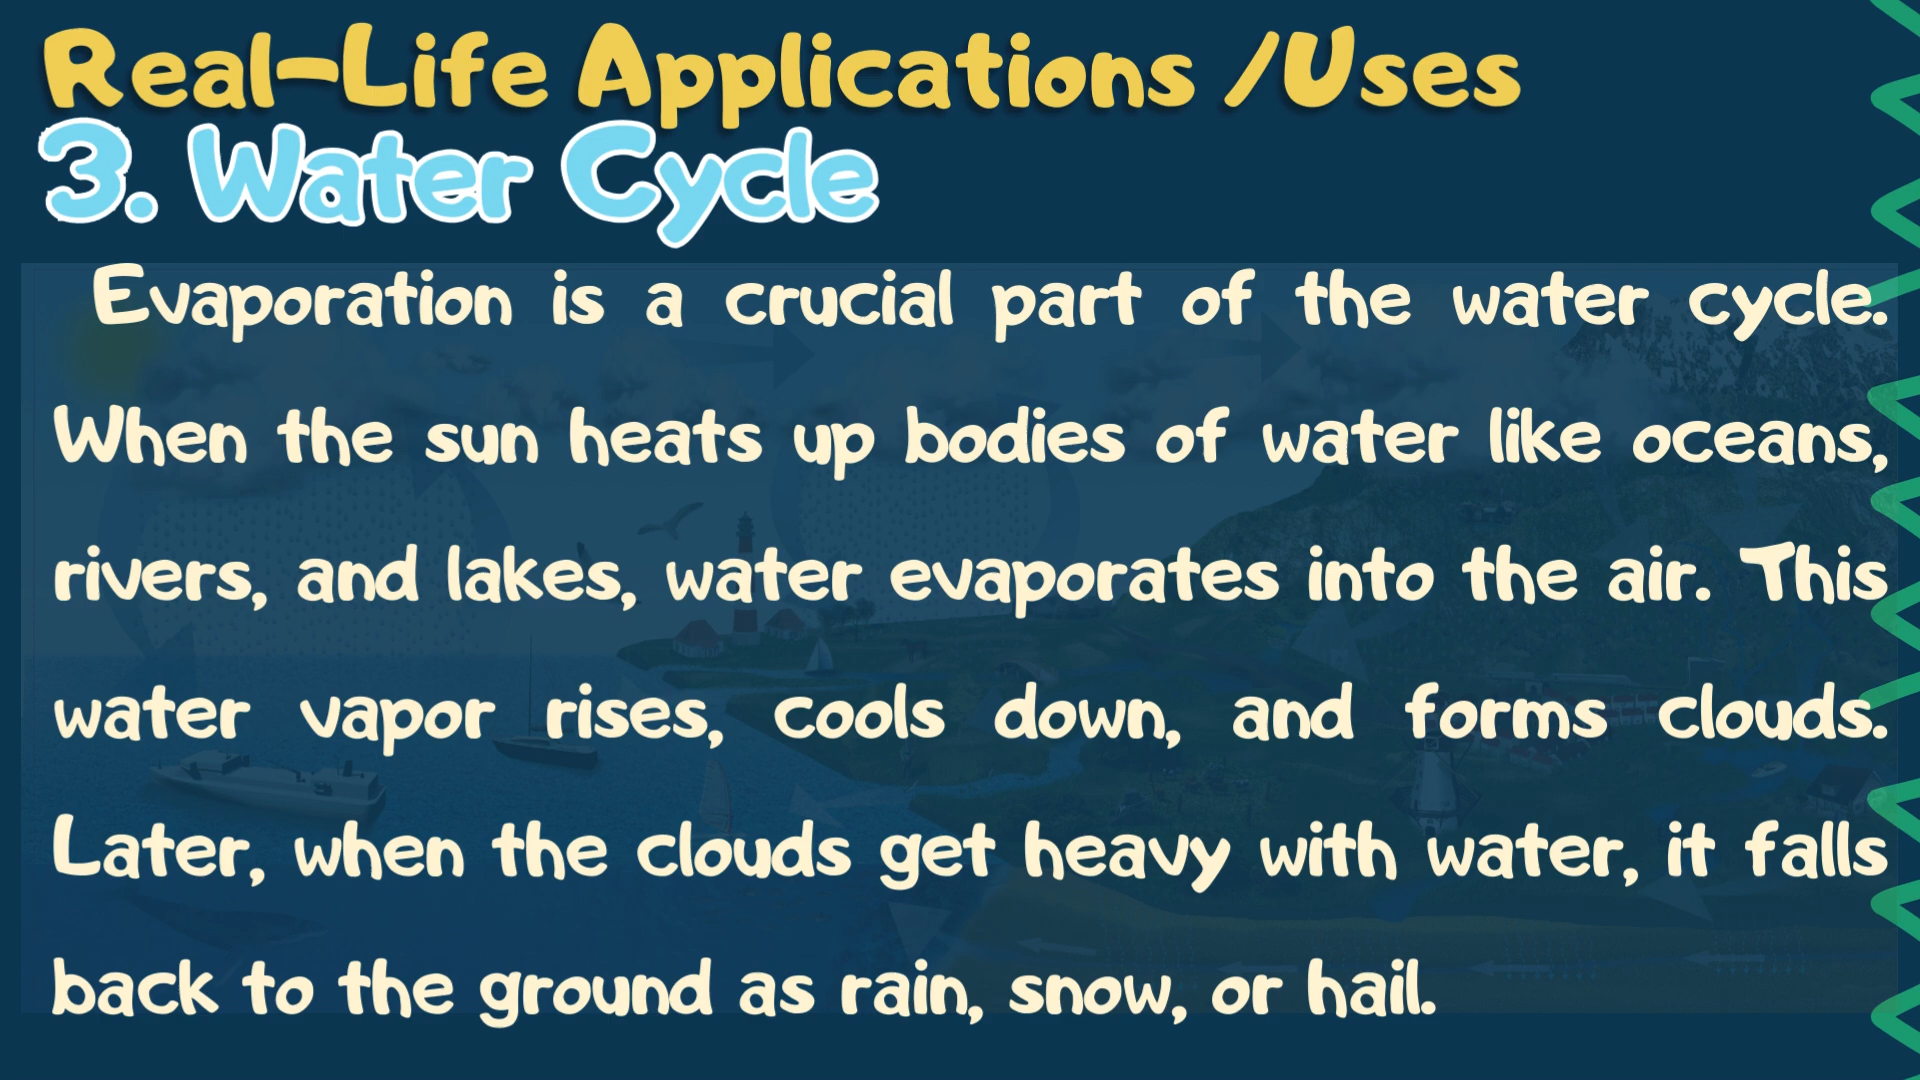 Real-Life Applications /Uses
3. Water Cycle
Evaporation is a crucial part of the water cycle.
When the sun heats up bodies of water like oceans,
rivers, and lakes, water evaporates into the air. This
water vapor rises, cools down, and forms clouds.
Later, when the clouds get heavy with water, it falls
back to the ground as rain, snow, or hail.